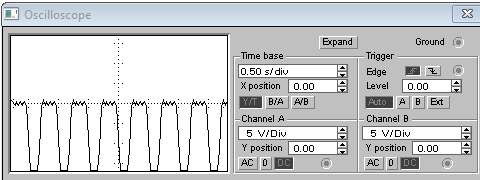 Oscilloscope
Expand
Ground
Time base
0.50 s/div
X position 0.00
Y/T B/A A/B
Trigger
Edge
Level 0.00
Auto A B Ext
Channel A
5 V/Div
Y position 0.00
AC 0 DC
Channel B
5 V/Div
Y position 0.00
AC 0 DC